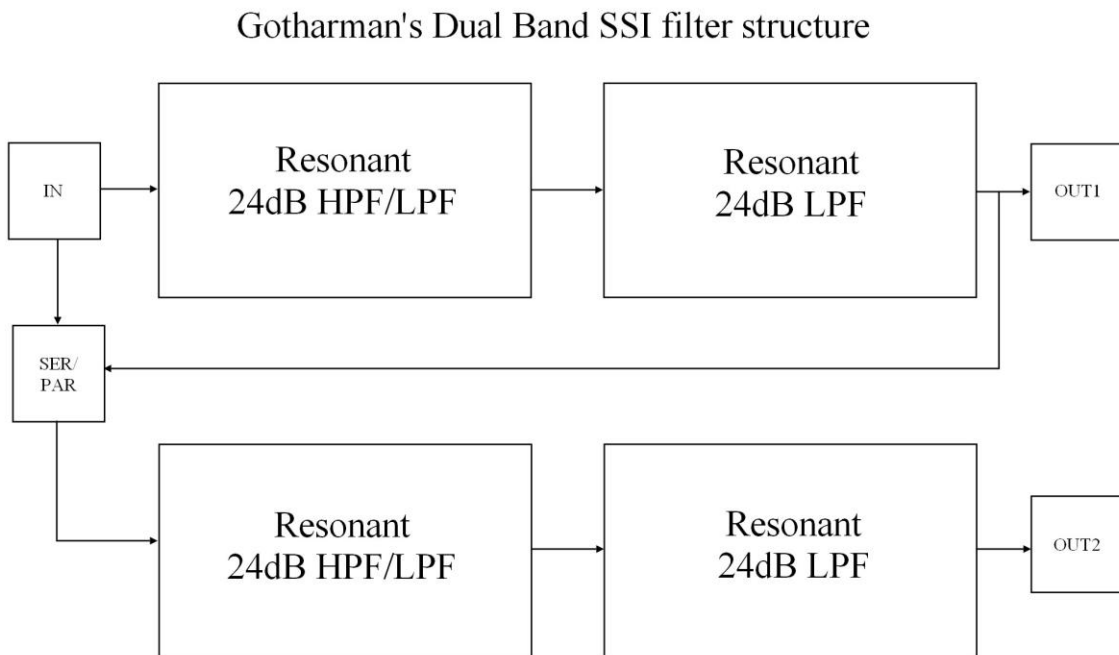 Gotharman's Dual Band SSI filter structure
IN
Resonant
24dB HPF/LPF
Resonant
24dB LPF
OUT1
SER/
PAR
Resonant
24dB HPF/LPF
Resonant
24dB LPF
OUT2